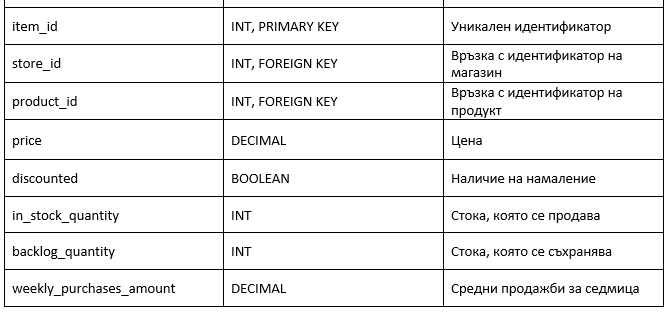 item_id INT, PRIMARY KEY Уникален идентификатор
store_id INT, FOREIGN KEY Връзка с идентификатор на
магазин
product_id INT, FOREIGN KEY Връзка с идентификатор на
продукт
price DECIMAL Цена
discounted BOOLEAN Наличие на намаление
in_stock_quantity INT Стока, която се продава
backlog_quantity INT Стока, която се съхранява
weekly_purchases_amount DECIMAL Средни продажби за седмица